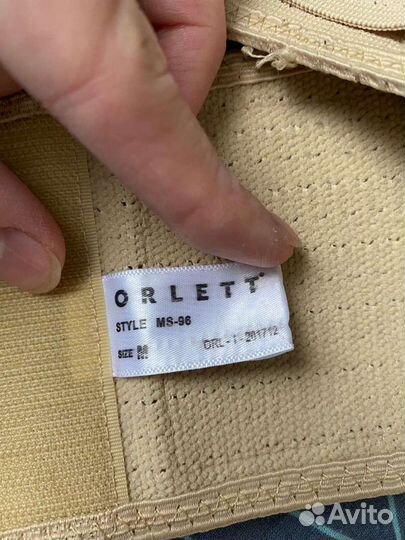 ORLETT®
STYLE MS-96
SIZE M
ORL-1-201712
Avito